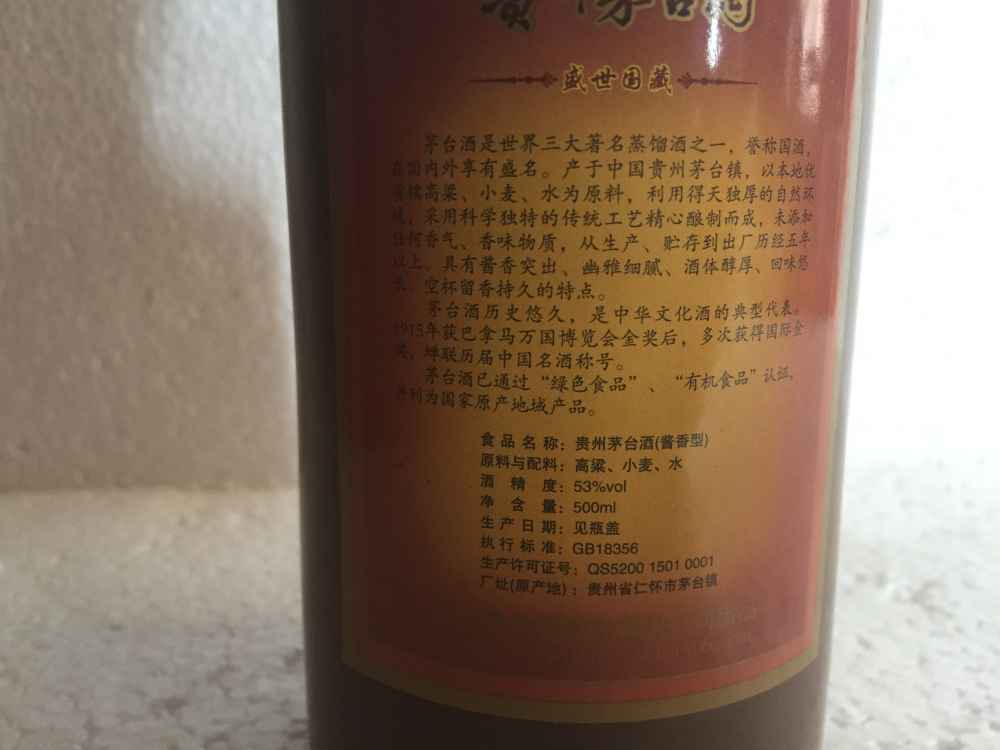 贵州茅台酒
盛世国藏
茅台酒是世界三大著名蒸馏酒之一，誉称国酒，
在国内外享有盛名。产于中国贵州茅台镇，以本地优
质糯高粱、小麦、水为原料，利用得天独厚的自然环
境，采用科学独特的传统工艺精心酿制而成，未添加
任何香气、香味物质，从生产、贮存到出厂历经五年
以上。具有酱香突出、幽雅细腻、酒体醇厚、回味悠
长、空杯留香持久的特点。
茅台酒历史悠久，是中华文化酒的典型代表。
1915年获巴拿马万国博览会金奖后，多次获得国际金
奖，蝉联历届中国名酒称号。
茅台酒已通过“绿色食品”、“有机食品”认证，
并列为国家原产地域产品。
食品名称：贵州茅台酒(酱香型)
原料与配料：高粱、小麦、水
酒精度：53%vol
净含量：500ml
生产日期：见瓶盖
执行标准：GB18356
生产许可证号：QS5200 1501 0001
厂址(原产地)：贵州省仁怀市茅台镇